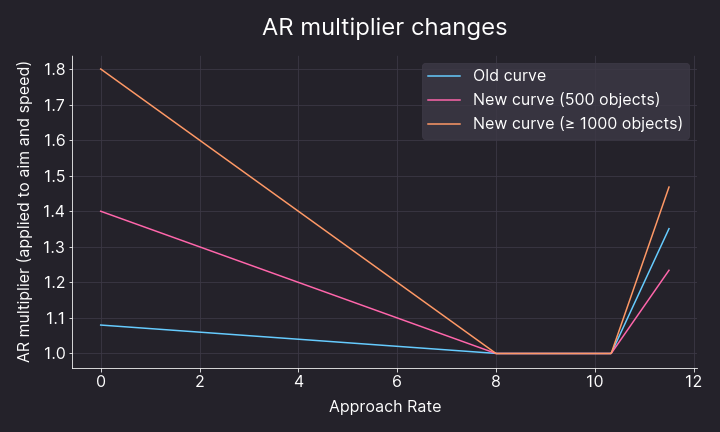 AR multiplier changes
AR multiplier (applied to aim and speed)
1.8
1.7
1.6
1.5
1.4
1.3
1.2
1.1
1.0
Old curve
New curve (500 objects)
New curve (≥ 1000 objects)
0 2 4 6 8 10 12
Approach Rate